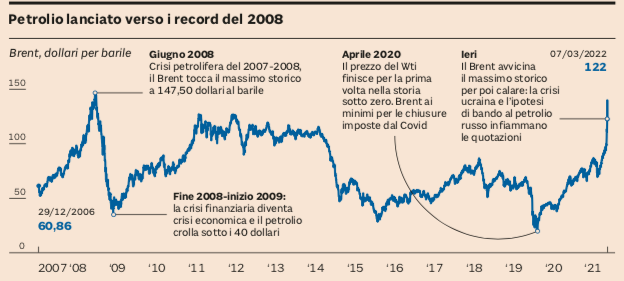 Petrolio lanciato verso i record del 2008
Brent, dollari per barile
Giugno 2008
Crisi petrolifera del 2007-2008,
il Brent tocca il massimo storico
a 147,50 dollari al barile
Aprile 2020
Il prezzo del Wti
finisce per la prima
volta nella storia
sotto zero. Brent ai
minimi per le chiusure
imposte dal Covid
Ieri
Il Brent avvicina
il massimo storico
per poi calare: la crisi
ucraina e l'ipotesi
di bando al petrolio
russo infiammano
le quotazioni
07/03/2022
122
150
100
50
0
29/12/2006
60,86
Fine 2008-inizio 2009:
la crisi finanziaria diventa
crisi economica e il petrolio
crolla sotto i 40 dollari
2007 '08 '09 '10 '11 '12 '13 '14 '15 '16 '17 '18 '19 '20 '21